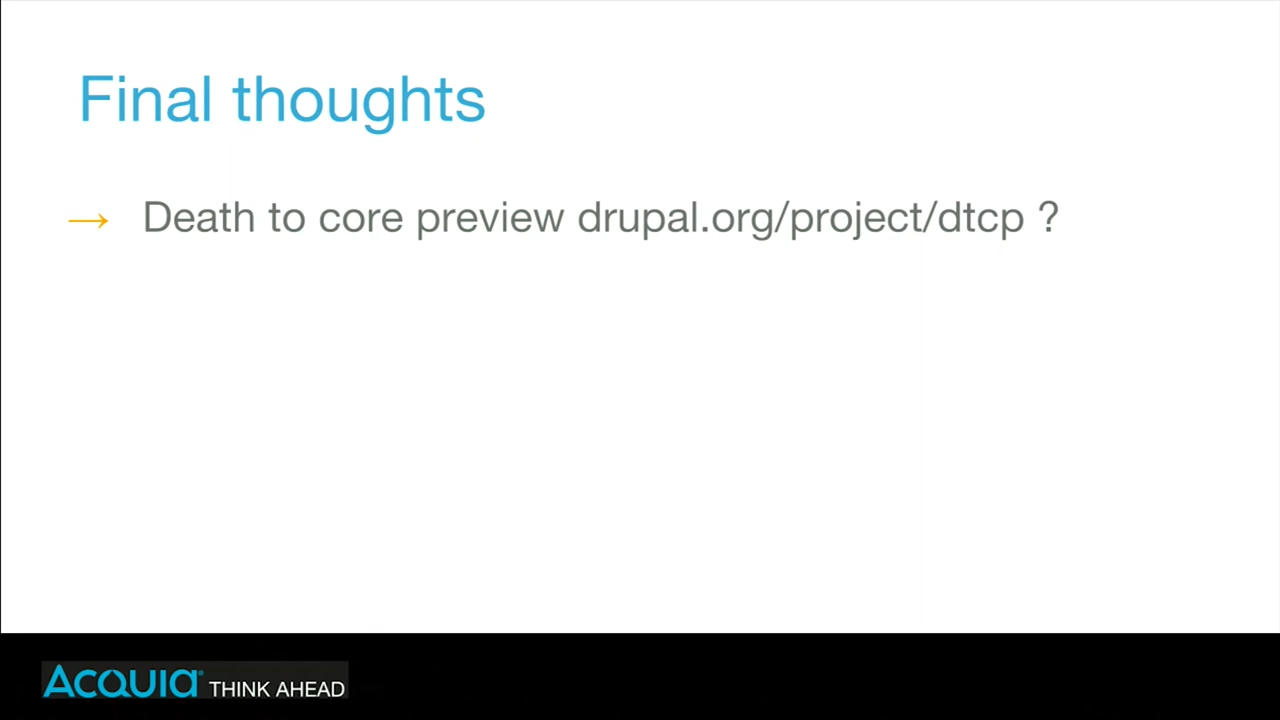 Final thoughts
→ Death to core preview drupal.org/project/dtcp ?
ACQUIA® THINK AHEAD